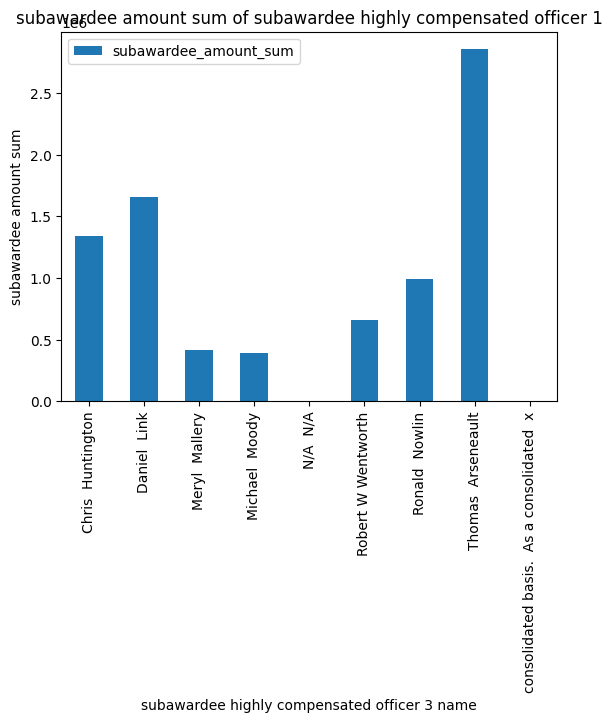 subawardee amount sum of subawardee highly compensated officer 1
1e6
subawardee_amount_sum
subawardee amount sum
2.5
2.0
1.5
1.0
0.5
0.0
Chris  Huntington
Daniel  Link
Meryl  Mallery
Michael  Moody
N/A  N/A
Robert W Wentworth
Ronald  Nowlin
Thomas  Arseneault
consolidated basis.  As a consolidated  x
subawardee highly compensated officer 3 name